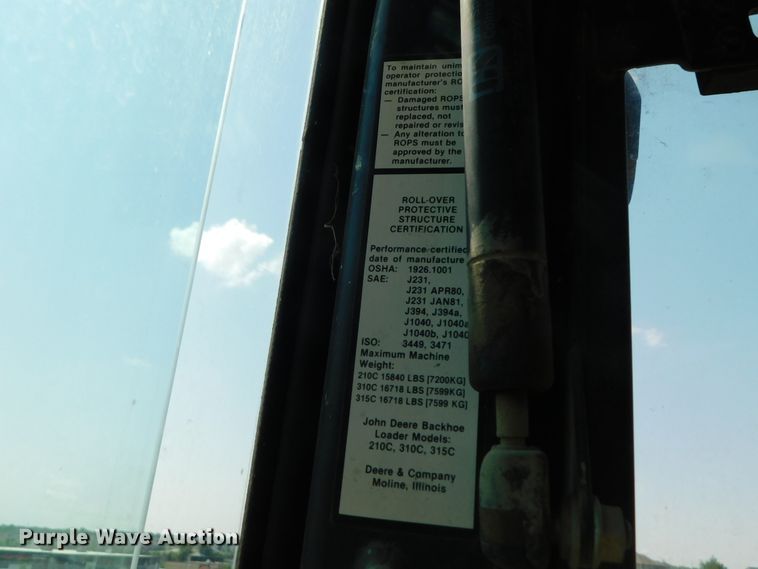 To maintain
operator
manufacturer's
certification:
— Damaged ROPS
structures must
replaced, not
repaired or
— Any alteration to
ROPS must be
approved by the
manufacturer.
ROLL-OVER
PROTECTIVE
STRUCTURE
CERTIFICATION
Performance certified
date of manufacture
OSHA: 1926.1001
SAE: J231,
J231 APR80,
J231 JAN81,
J394, J394a,
J1040, J1040a
J1040b,
ISO: 3449, 3471
Maximum Machine
Weight:
210C 15840 LBS [7200KG]
310C 16718 LBS [7599KG]
315C 16718 LBS [7599 KG]
John Deere Backhoe
Loader Models:
210C, 310C, 315C
Deere & Company
Moline, Illinois
Purple Wave Auction